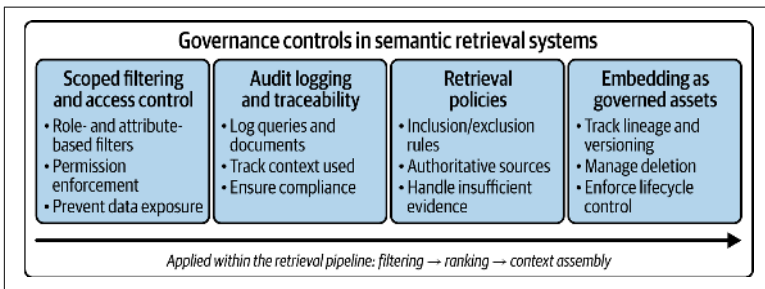 Governance controls in semantic retrieval systems
Scoped filtering
and access control
• Role- and attribute-
based filters
• Permission
enforcement
• Prevent data exposure
Audit logging
and traceability
• Log queries and
documents
• Track context used
• Ensure compliance
Retrieval
policies
• Inclusion/exclusion
rules
• Authoritative sources
• Handle insufficient
evidence
Embedding as
governed assets
• Track lineage and
versioning
• Manage deletion
• Enforce lifecycle
control
Applied within the retrieval pipeline: filtering → ranking → context assembly